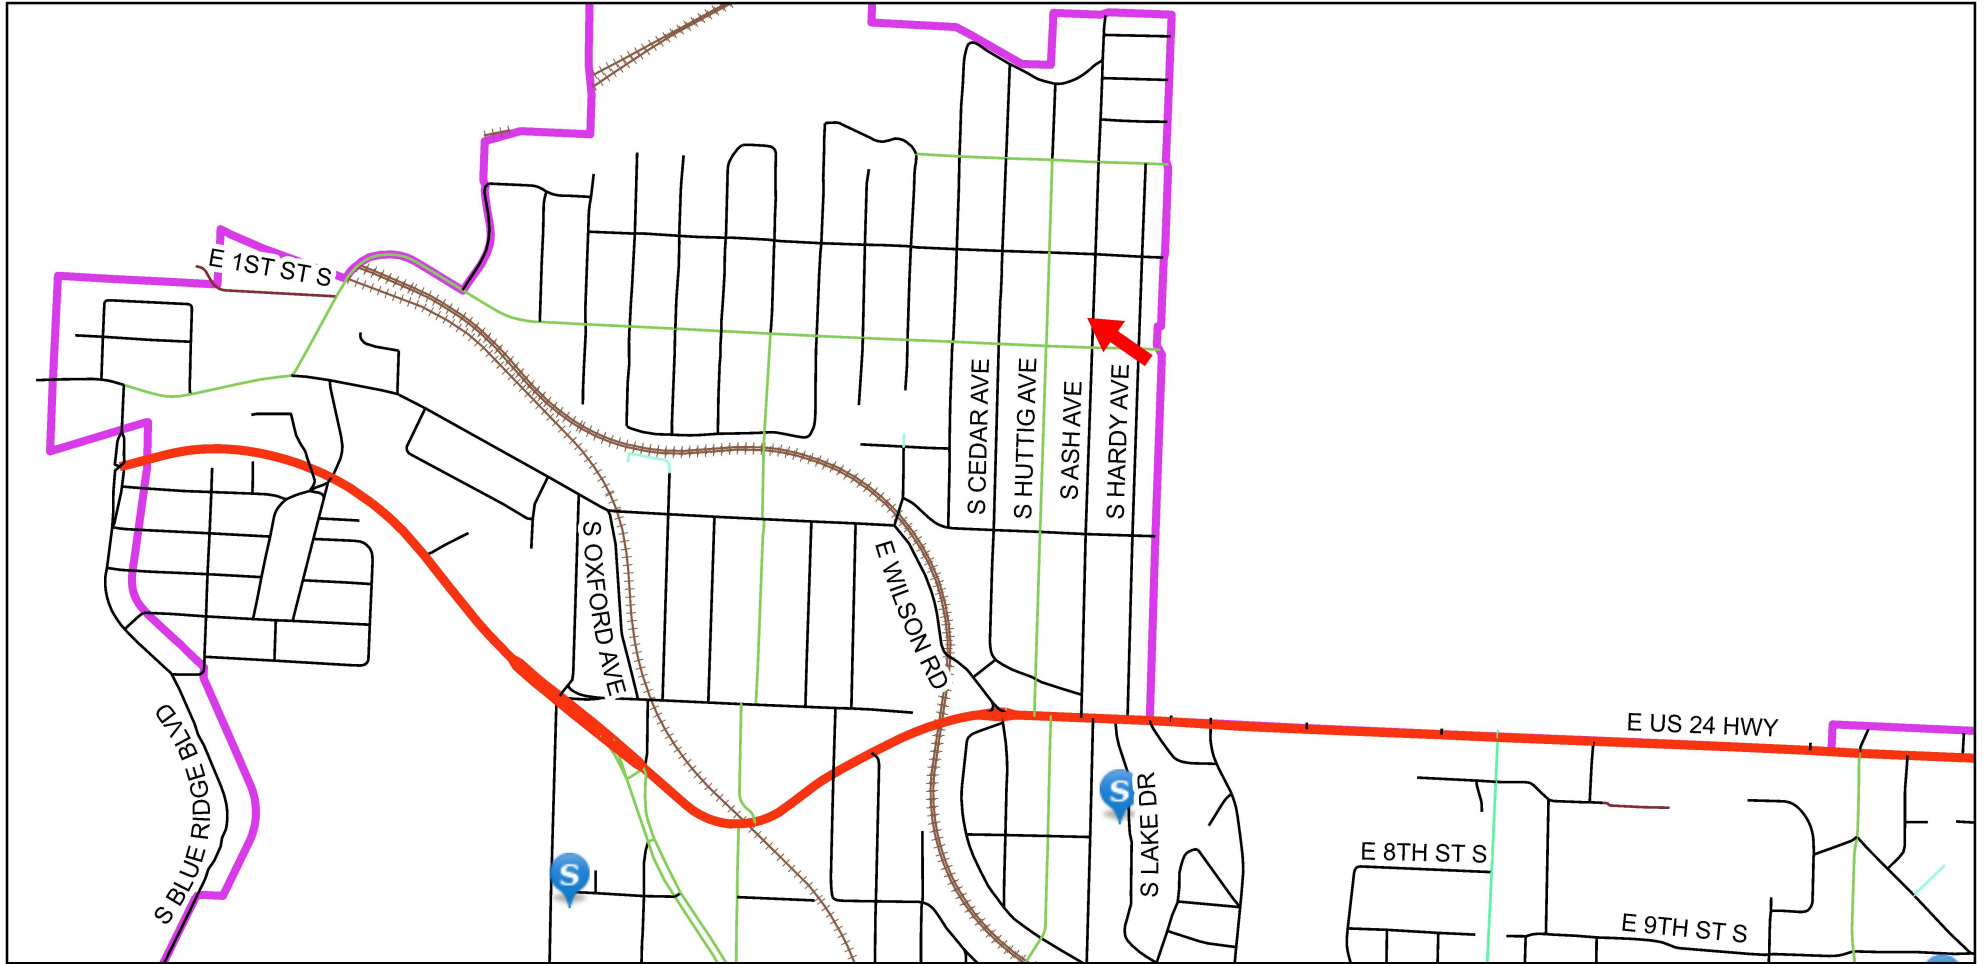 E 1ST ST S
S CEDAR AVE
S HUTTIG AVE
S ASH AVE
S HARDY AVE
S OXFORD AVE
E WILSON RD
S BLUE RIDGE BLVD
E US 24 HWY
S
S LAKE DR
S
E 8TH ST S
E 9TH ST S